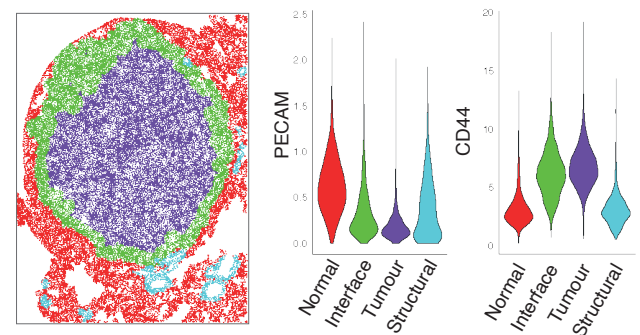 PECAM
2.5
2.0
1.5
1.0
0.5
0.0
Normal
Interface
Tumour
Structural
CD44
20
15
10
5
0
Normal
Interface
Tumour
Structural